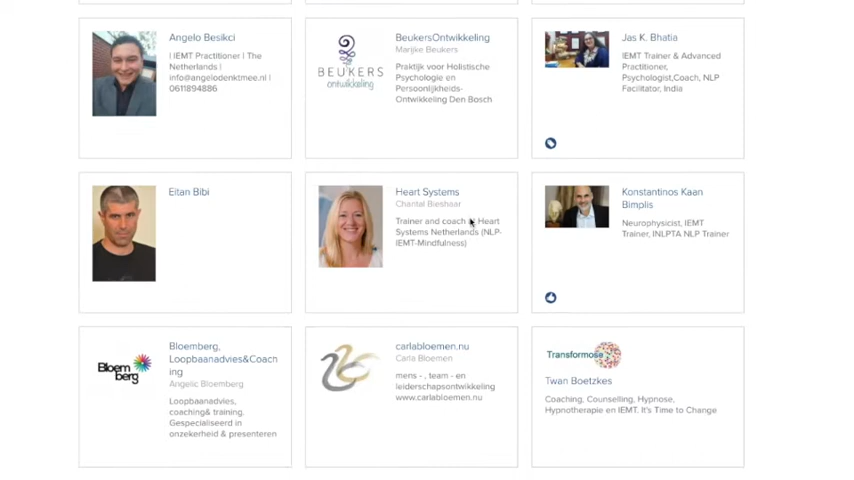 Angelo Besikci
| IEMT Practitioner | The
Netherlands |
info@angelodenktmee.nl |
0611894886
BEUKERS
ontwikkeling
BeukersOntwikkeling
Marijke Beukers
Praktijk voor Holistische
Psychologie en
Persoonlijkheids-
Ontwikkeling Den Bosch
Jas K. Bhatia
IEMT Trainer & Advanced
Practitioner,
Psychologist,Coach, NLP
Facilitator, India
Eitan Bibi
Heart Systems
Chantal Bieshaar
Trainer and coach at Heart
Systems Netherlands (NLP-
IEMT-Mindfulness)
Konstantinos Kaan
Bimplis
Neurophysicist, IEMT
Trainer, INLPTA NLP Trainer
Bloem
berg
Bloemberg,
Loopbaanadvies&Coach
ing
Angelic Bloemberg
Loopbaanadvies,
coaching& training.
Gespecialiseerd in
onzekerheid & presenteren
carlabloemen.nu
Carla Bloemen
mens - , team - en
leiderschapsontwikkeling
www.carlabloemen.nu
Transformose
Twan Boetzkes
Coaching, Counselling, Hypnose,
Hypnotherapie en IEMT. It's Time to Change